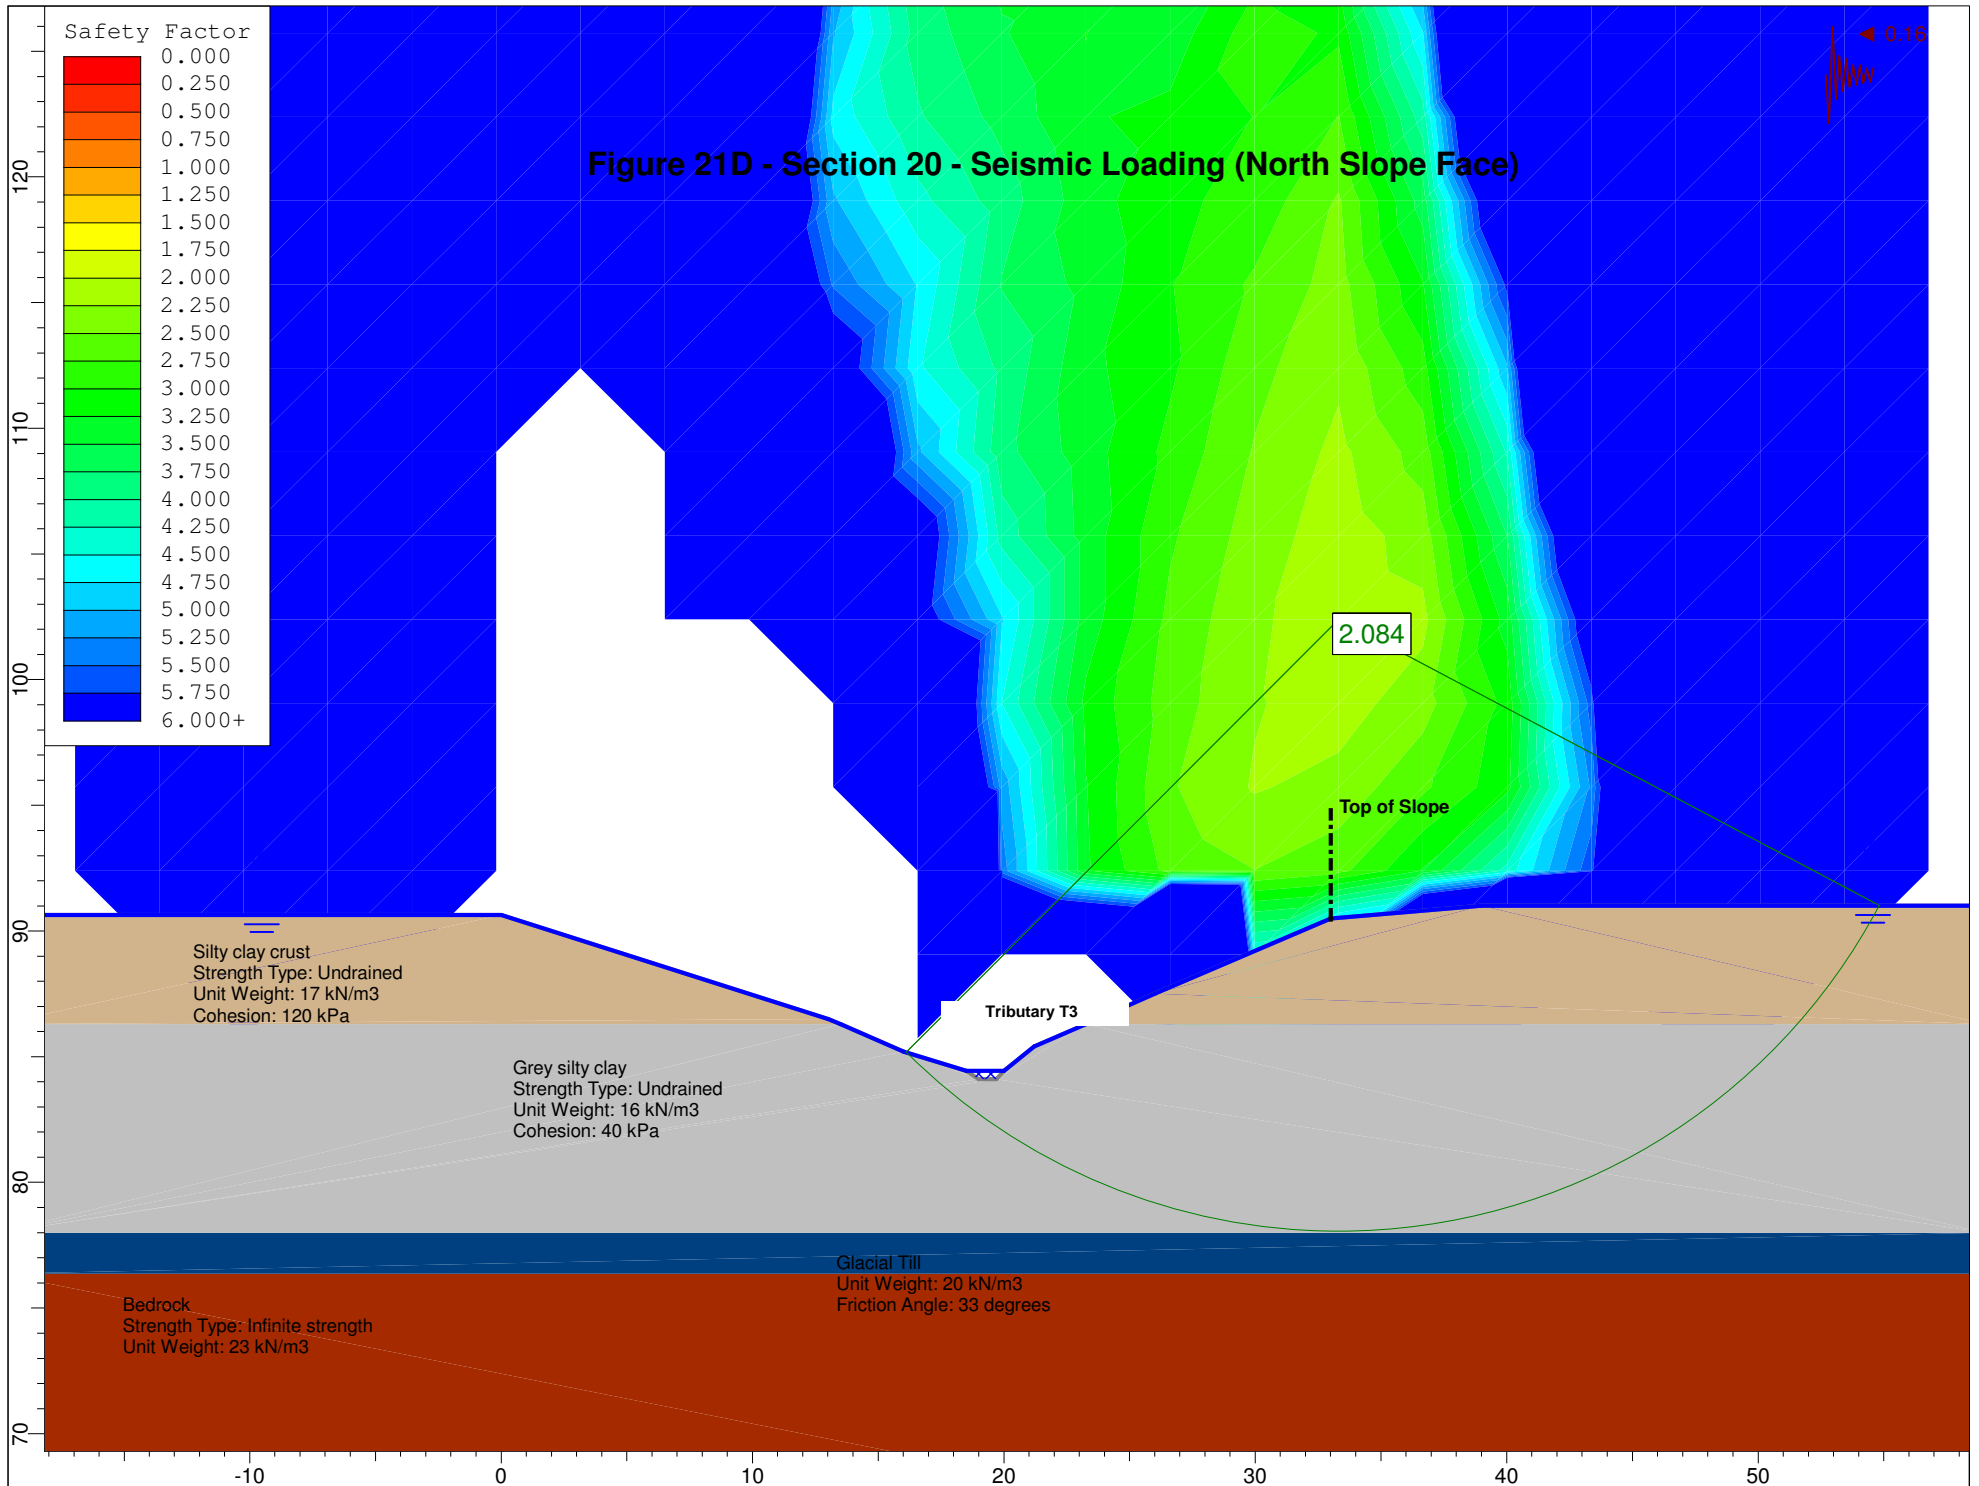 Safety Factor
0.000
0.250
0.500
0.750
1.000
1.250
1.500
1.750
2.000
2.250
2.500
2.750
3.000
3.250
3.500
3.750
4.000
4.250
4.500
4.750
5.000
5.250
5.500
5.750
6.000+
0.16
Figure 21D - Section 20 - Seismic Loading (North Slope Face)
2.084
Top of Slope
Tributary T3
Silty clay crust
Strength Type: Undrained
Unit Weight: 17 kN/m3
Cohesion: 120 kPa
Grey silty clay
Strength Type: Undrained
Unit Weight: 16 kN/m3
Cohesion: 40 kPa
Glacial Till
Unit Weight: 20 kN/m3
Friction Angle: 33 degrees
Bedrock
Strength Type: Infinite strength
Unit Weight: 23 kN/m3
120
110
100
90
80
70
-10
0
10
20
30
40
50